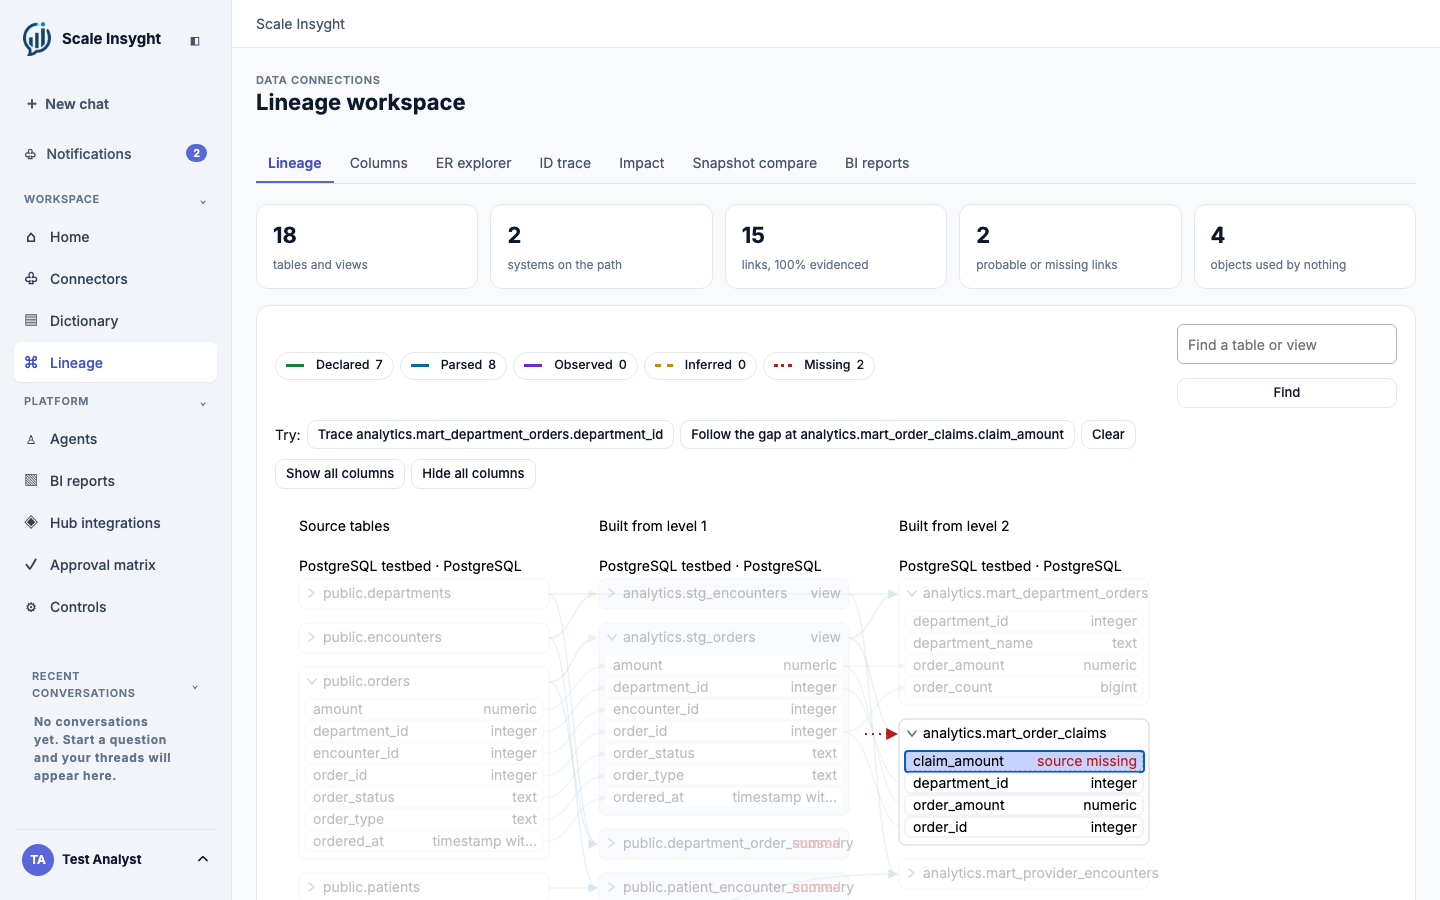 Scale Insyght
Scale Insyght
+ New chat
Notifications 2
WORKSPACE
Home
Connectors
Dictionary
Lineage
PLATFORM
Agents
BI reports
Hub integrations
Approval matrix
Controls
RECENT
CONVERSATIONS
No conversations
yet. Start a question
and your threads will
appear here.
TA Test Analyst
DATA CONNECTIONS
Lineage workspace
Lineage Columns ER explorer ID trace Impact Snapshot compare BI reports
18
tables and views
2
systems on the path
15
links, 100% evidenced
2
probable or missing links
4
objects used by nothing
Declared 7 Parsed 8 Observed 0 Inferred 0 Missing 2
Find a table or view
Find
Try: Trace analytics.mart_department_orders.department_id Follow the gap at analytics.mart_order_claims.claim_amount Clear
Show all columns Hide all columns
Source tables
PostgreSQL testbed · PostgreSQL
public.departments
public.encounters
public.orders
amount numeric
department_id integer
encounter_id integer
order_id integer
order_status text
order_type text
ordered_at timestamp wit...
public.patients
Built from level 1
PostgreSQL testbed · PostgreSQL
analytics.stg_encounters view
analytics.stg_orders view
amount numeric
department_id integer
encounter_id integer
order_id integer
order_status text
order_type text
ordered_at timestamp wit...
public.department_order_summary
public.patient_encounter_summary
Built from level 2
PostgreSQL testbed · PostgreSQL
analytics.mart_department_orders
department_id integer
department_name text
order_amount numeric
order_count bigint
analytics.mart_order_claims
claim_amount source missing
department_id integer
order_amount numeric
order_id integer
analytics.mart_provider_encounters